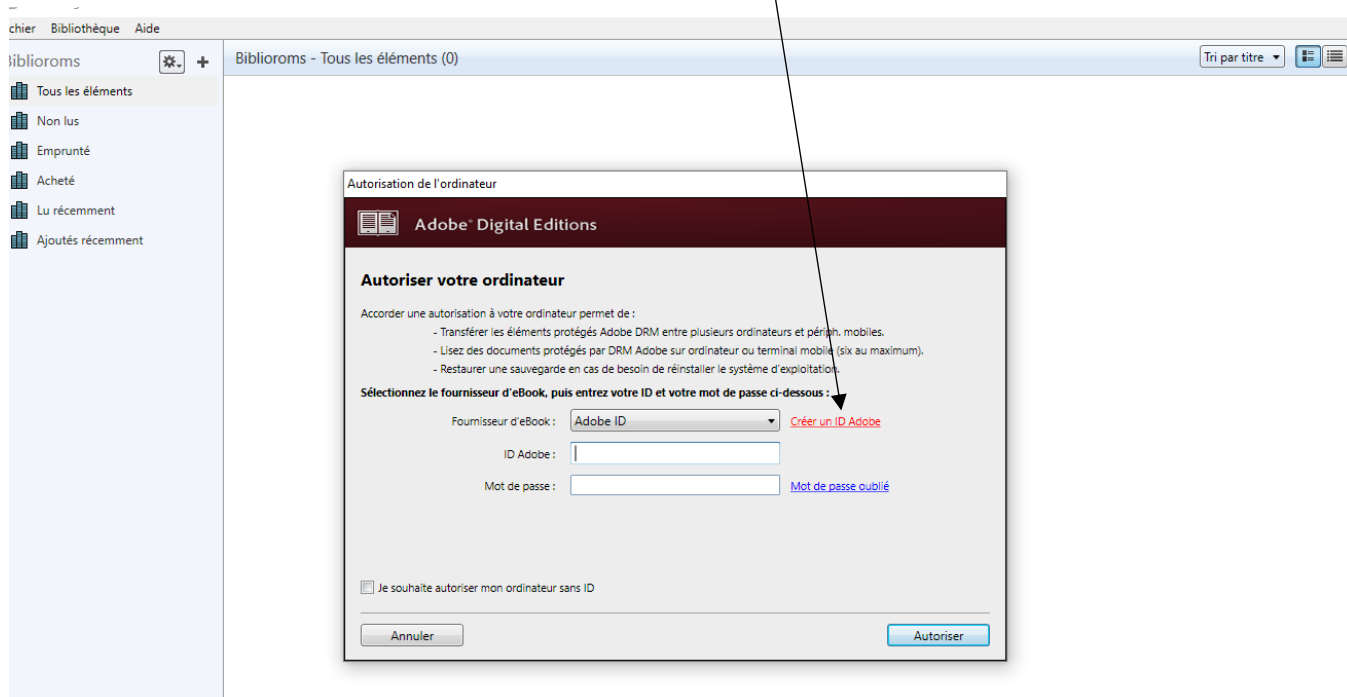 chier Bibliothèque Aide
Biblioroms
Biblioroms - Tous les éléments (0)
Tri par titre
Tous les éléments
Non lus
Emprunté
Acheté
Lu récemment
Ajoutés récemment
Autorisation de l'ordinateur
Adobe® Digital Editions
Autoriser votre ordinateur
Accorder une autorisation à votre ordinateur permet de :
- Transférer les éléments protégés Adobe DRM entre plusieurs ordinateurs et périph. mobiles.
- Lisez des documents protégés par DRM Adobe sur ordinateur ou terminal mobile (six au maximum).
- Restaurer une sauvegarde en cas de besoin de réinstaller le système d'exploitation.
Sélectionnez le fournisseur d'eBook, puis entrez votre ID et votre mot de passe ci-dessous :
Fournisseur d'eBook : Adobe ID Créer un ID Adobe
ID Adobe :
Mot de passe : Mot de passe oublié
Je souhaite autoriser mon ordinateur sans ID
Annuler Autoriser